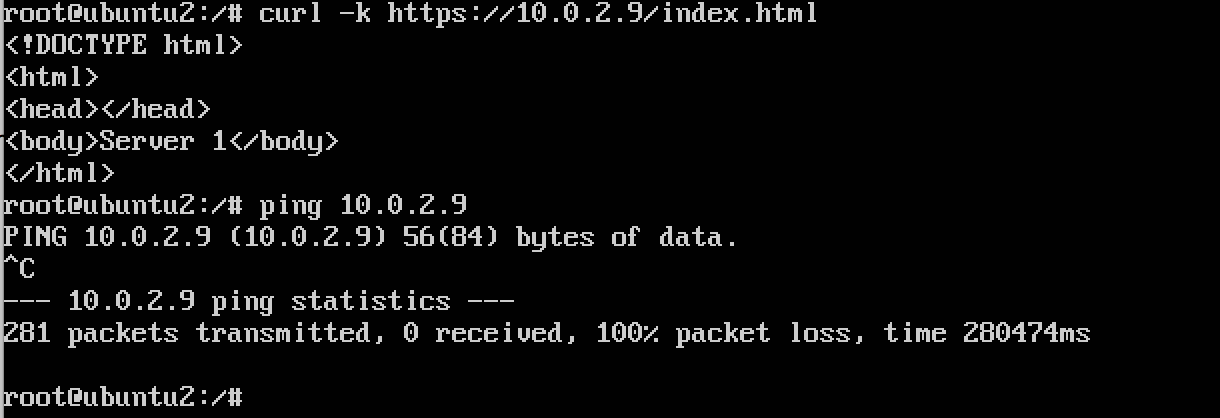 root@ubuntu2:/# curl -k https://10.0.2.9/index.html
<!DOCTYPE html>
<html>
<head></head>
<body>Server 1</body>
</html>
root@ubuntu2:/# ping 10.0.2.9
PING 10.0.2.9 (10.0.2.9) 56(84) bytes of data.
^C
--- 10.0.2.9 ping statistics ---
281 packets transmitted, 0 received, 100% packet loss, time 280474ms
root@ubuntu2:/#